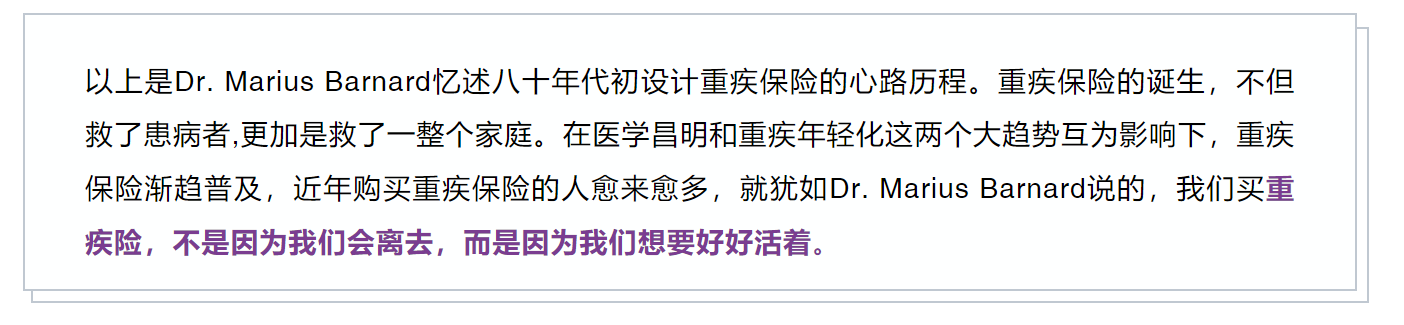 以上是Dr. Marius Barnard忆述八十年代初设计重疾保险的心路历程。重疾保险的诞生，不但
救了患病者,更加是救了一整个家庭。在医学昌明和重疾年轻化这两个大趋势互为影响下，重疾
保险渐趋普及，近年购买重疾保险的人愈来愈多，就犹如Dr. Marius Barnard说的，我们买重
疾险，不是因为我们会离去，而是因为我们想要好好活着。